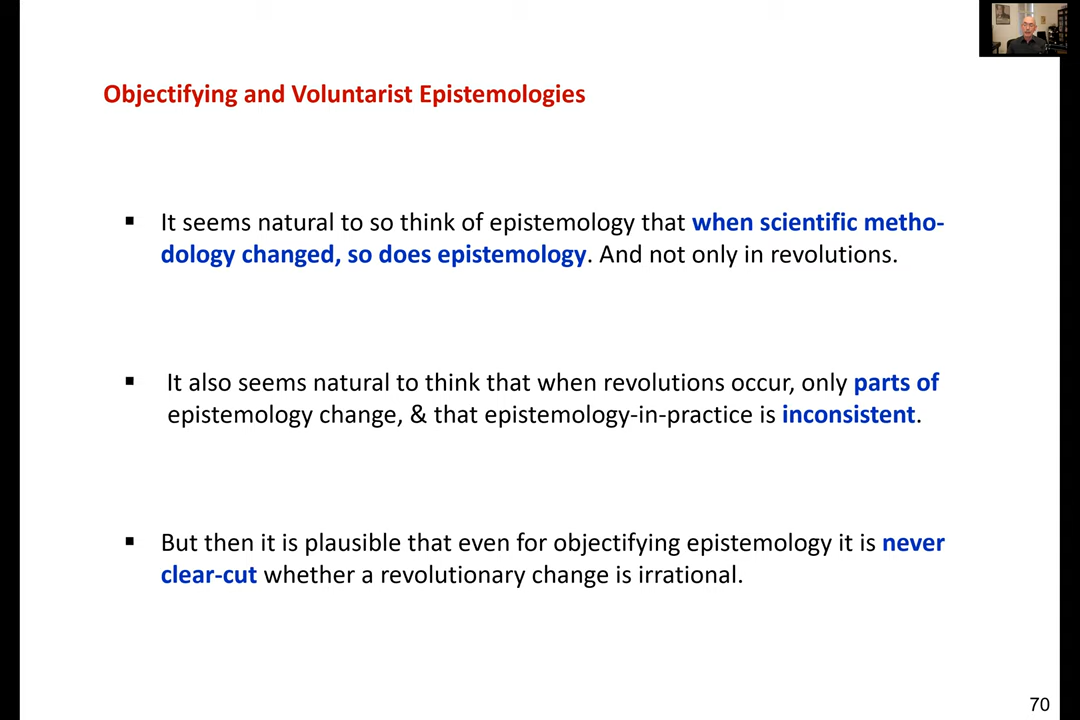 Objectifying and Voluntarist Epistemologies
▪ It seems natural to so think of epistemology that when scientific metho-
dology changed, so does epistemology. And not only in revolutions.
▪ It also seems natural to think that when revolutions occur, only parts of
epistemology change, & that epistemology-in-practice is inconsistent.
▪ But then it is plausible that even for objectifying epistemology it is never
clear-cut whether a revolutionary change is irrational.
70